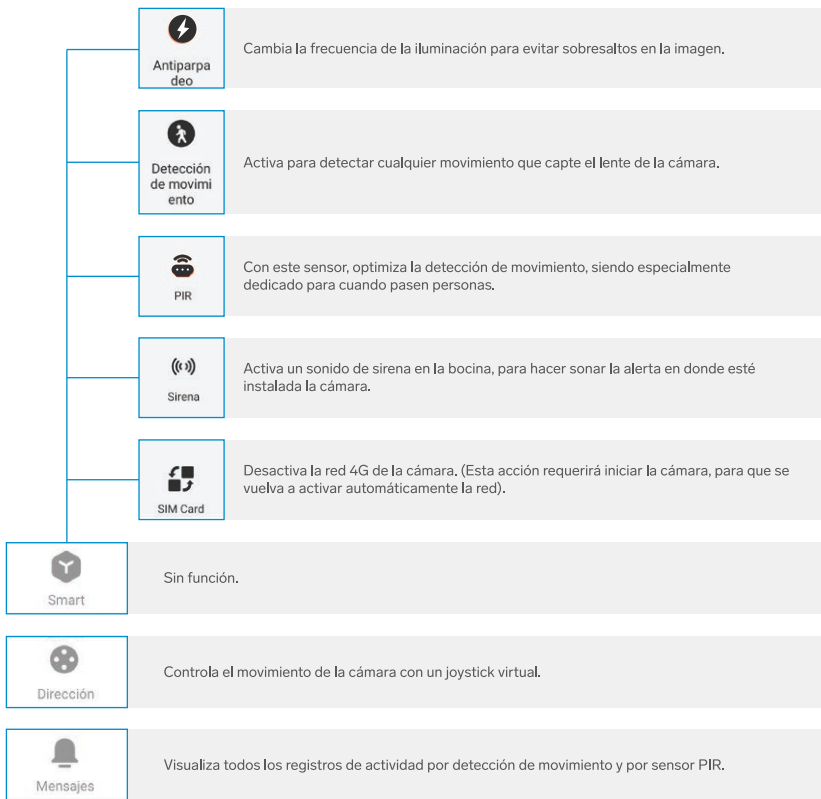 Antiparpa
deo
Cambia la frecuencia de la iluminación para evitar sobresaltos en la imagen.
Detección
de movimi
ento
Activa para detectar cualquier movimiento que capte el lente de la cámara.
PIR
Con este sensor, optimiza la detección de movimiento, siendo especialmente
dedicado para cuando pasen personas.
Sirena
Activa un sonido de sirena en la bocina, para hacer sonar la alerta en donde esté
instalada la cámara.
SIM Card
Desactiva la red 4G de la cámara. (Esta acción requerirá iniciar la cámara, para que se
vuelva a activar automáticamente la red).
Smart
Sin función.
Dirección
Controla el movimiento de la cámara con un joystick virtual.
Mensajes
Visualiza todos los registros de actividad por detección de movimiento y por sensor PIR.